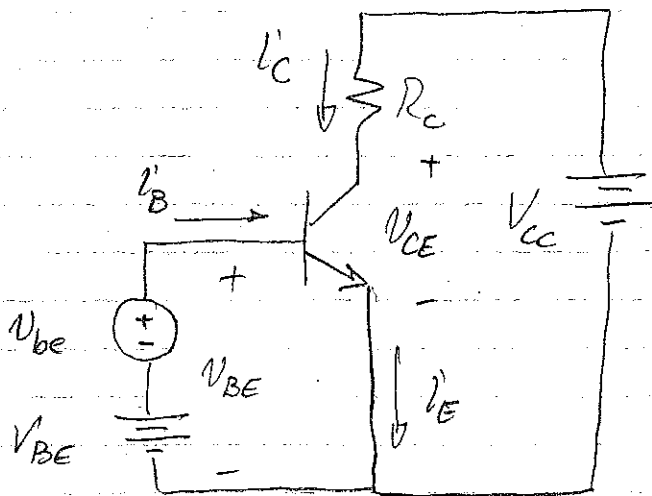 i_C
R_C
+
i_B
v_CE
V_CC
+
-
v_be
+
-
v_BE
i_E
V_BE
-